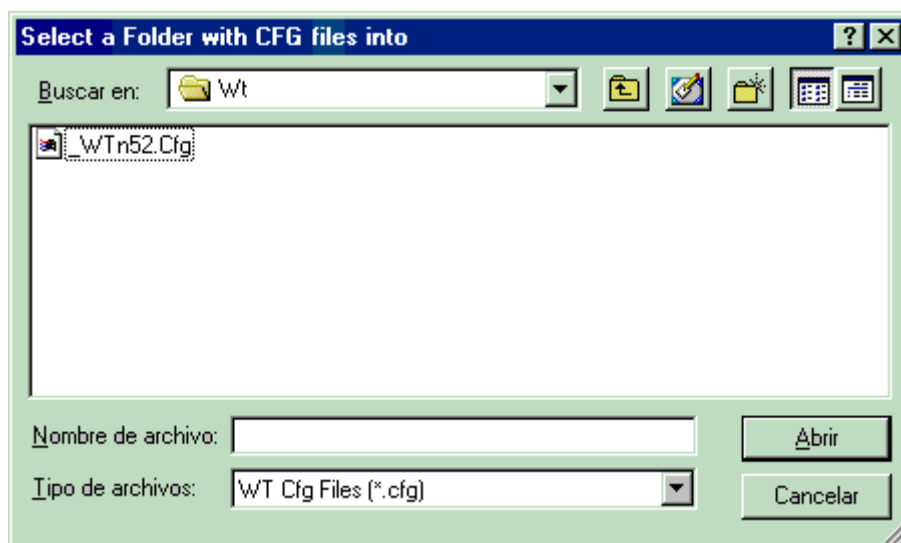 Select a Folder with CFG files into
Buscar en: Wt
_WTn52.Cfg
Nombre de archivo:
Abrir
Tipo de archivos: WT Cfg Files (*.cfg)
Cancelar